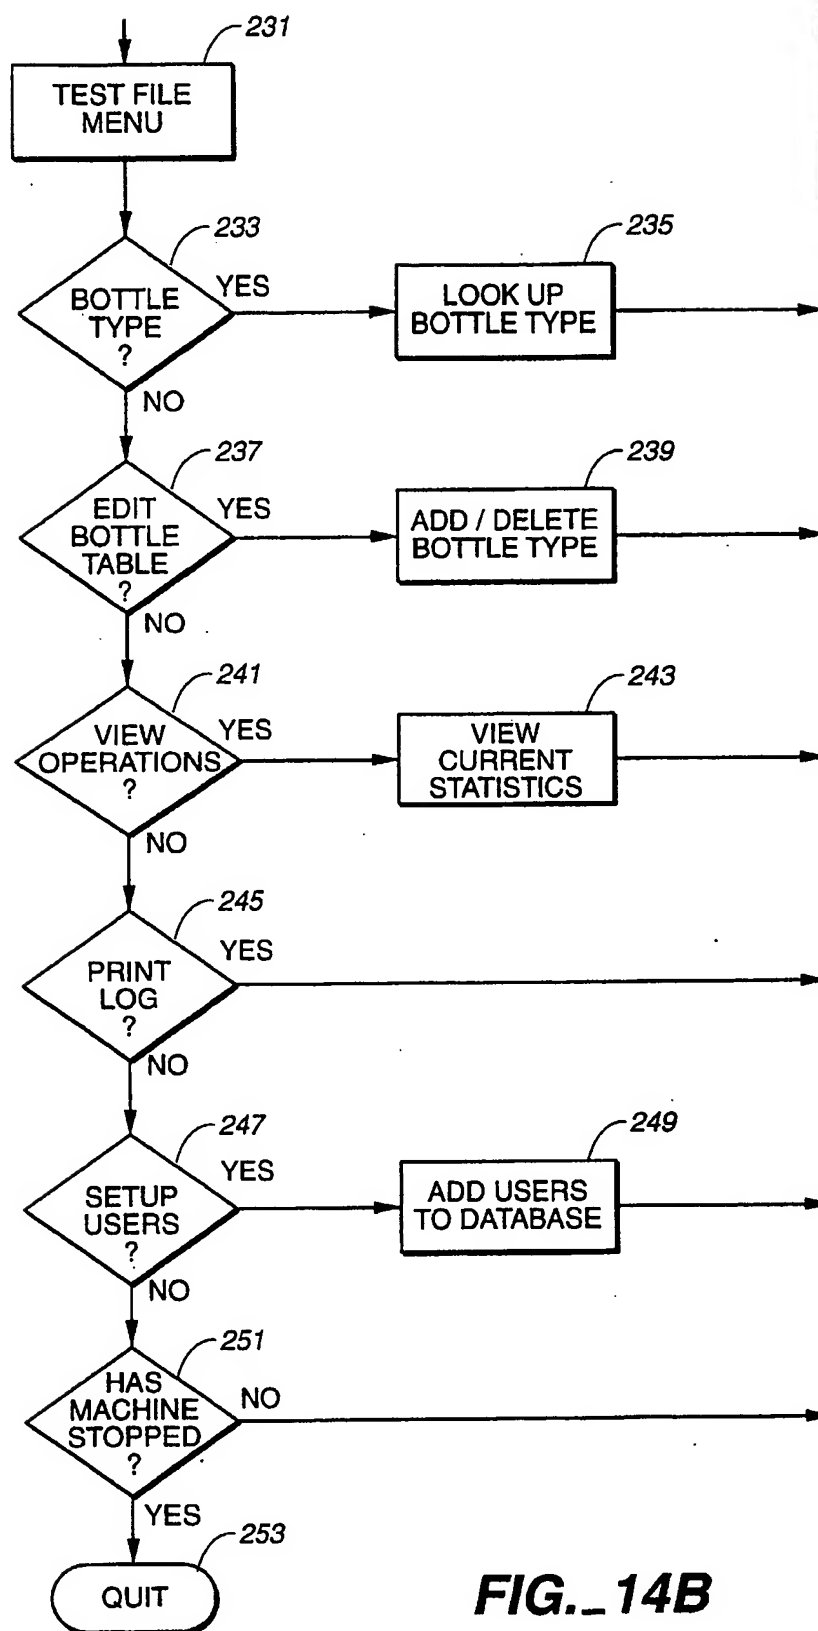 231
TEST FILE
MENU
233
BOTTLE
TYPE
?
YES
NO
235
LOOK UP
BOTTLE TYPE
237
EDIT
BOTTLE
TABLE
?
YES
NO
239
ADD / DELETE
BOTTLE TYPE
241
VIEW
OPERATIONS
?
YES
NO
243
VIEW
CURRENT
STATISTICS
245
PRINT
LOG
?
YES
NO
247
SETUP
USERS
?
YES
NO
249
ADD USERS
TO DATABASE
251
HAS
MACHINE
STOPPED
?
NO
YES
253
QUIT
FIG._14B